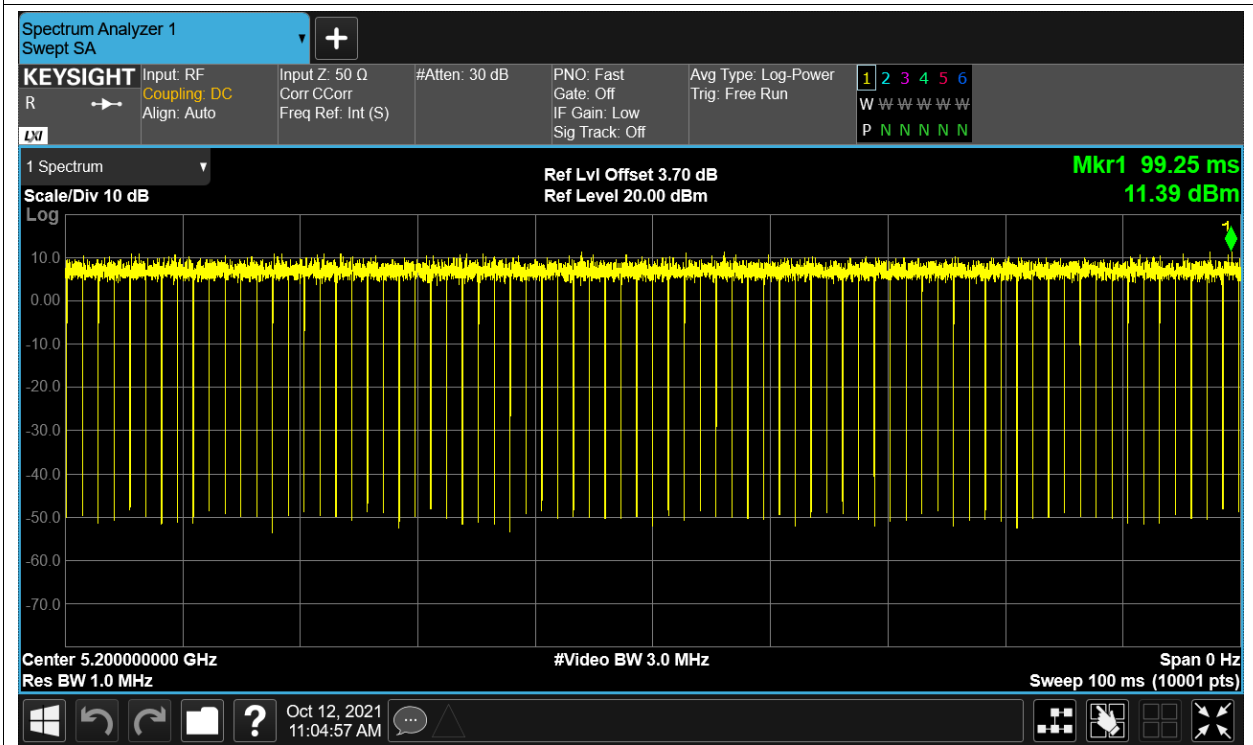 Spectrum Analyzer 1
Swept SA
+
KEYSIGHT
R
LXI
Input: RF
Coupling: DC
Align: Auto
Input Z: 50 Ω
Corr CCorr
Freq Ref: Int (S)
#Atten: 30 dB
PNO: Fast
Gate: Off
IF Gain: Low
Sig Track: Off
Avg Type: Log-Power
Trig: Free Run
1 2 3 4 5 6
W W W W W W
P N N N N N
1 Spectrum
Scale/Div 10 dB
Ref Lvl Offset 3.70 dB
Ref Level 20.00 dBm
Mkr1 99.25 ms
11.39 dBm
Log
1
10.0
0.00
-10.0
-20.0
-30.0
-40.0
-50.0
-60.0
-70.0
Center 5.200000000 GHz
Res BW 1.0 MHz
#Video BW 3.0 MHz
Span 0 Hz
Sweep 100 ms (10001 pts)
?
Oct 12, 2021
11:04:57 AM